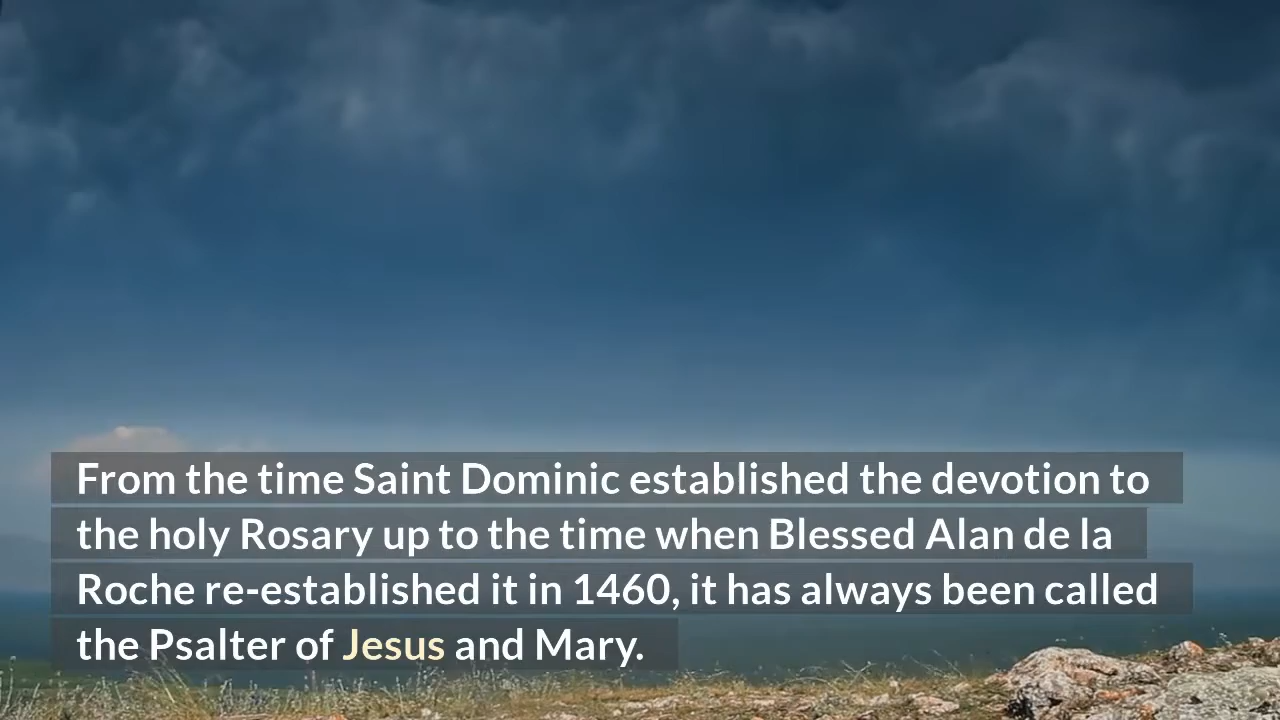 From the time Saint Dominic established the devotion to
the holy Rosary up to the time when Blessed Alan de la
Roche re-established it in 1460, it has always been called
the Psalter of Jesus and Mary.